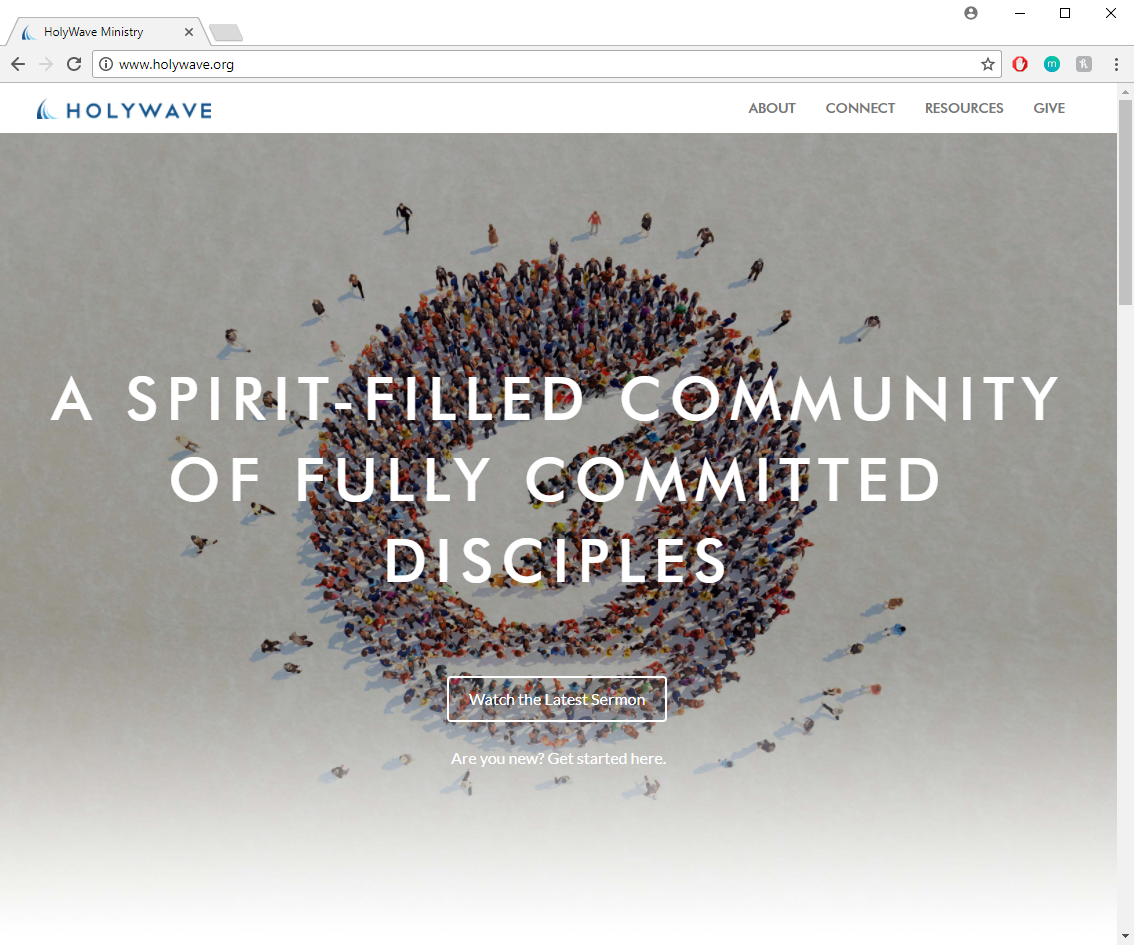 HolyWave Ministry
www.holywave.org
HOLYWAVE ABOUT CONNECT RESOURCES GIVE
A SPIRIT-FILLED COMMUNITY
OF FULLY COMMITTED
DISCIPLES
Watch the Latest Sermon
Are you new? Get started here.